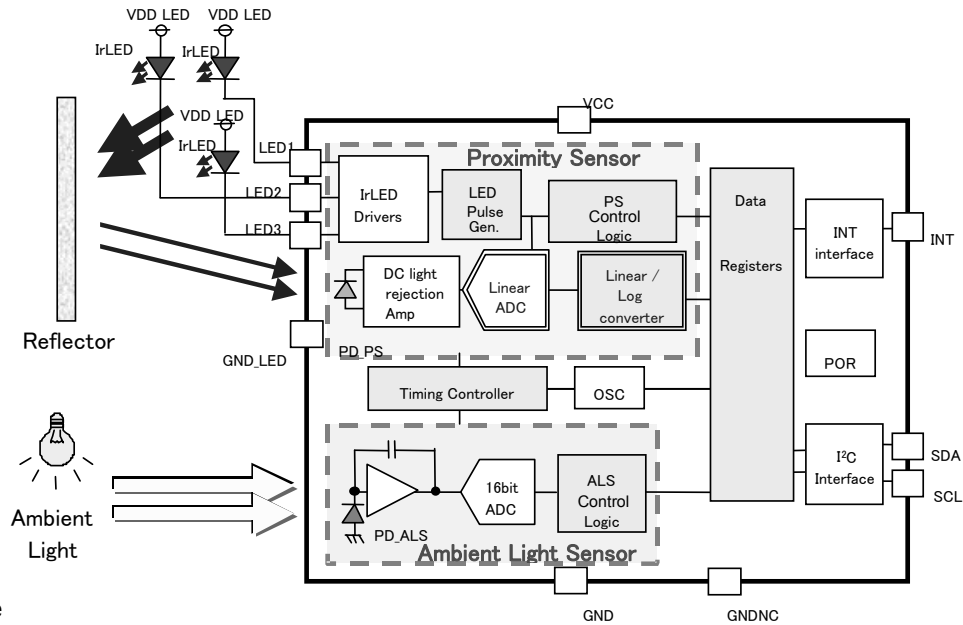 VDD LED
VDD LED
IrLED
IrLED
VDD LED
IrLED
VCC
LED1
LED2
LED3
Proximity Sensor
IrLED
Drivers
LED
Pulse
Gen.
PS
Control
Logic
Data
Registers
INT
interface
INT
DC light
rejection
Amp
Linear
ADC
Linear /
Log
converter
Reflector
GND_LED
PD_PS
POR
Timing Controller
OSC
Ambient
Light
16bit
ADC
ALS
Control
Logic
PD_ALS
Ambient Light Sensor
I²C
Interface
SDA
SCL
GND
GNDNC
e